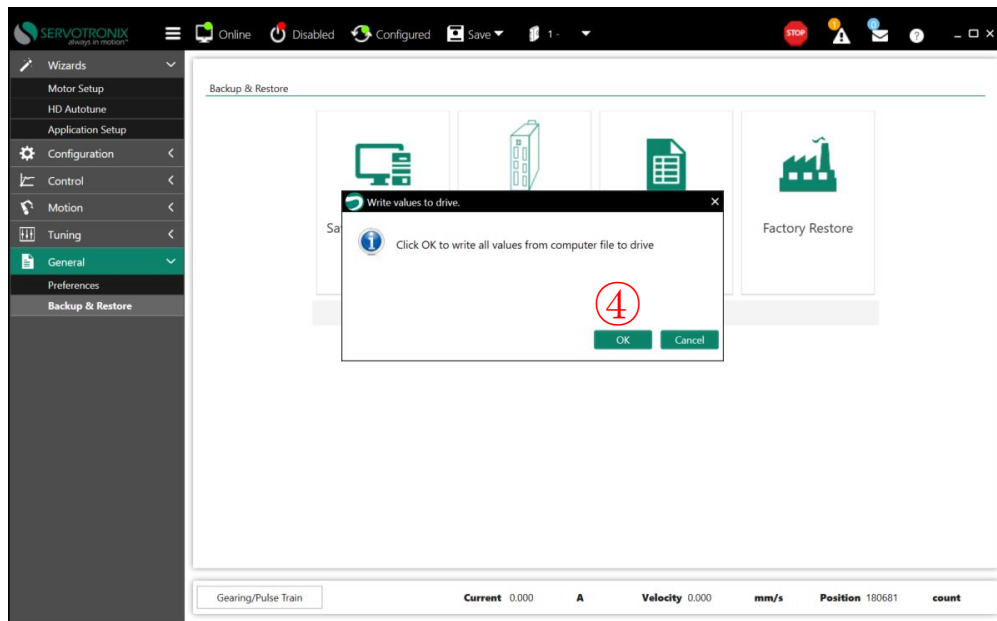 SERVOTRONIX
always in motion™
Online
Disabled
Configured
Save
1 -
STOP
1
0
?
Wizards
Motor Setup
HD Autotune
Application Setup
Configuration
Control
Motion
Tuning
General
Preferences
Backup & Restore
Backup & Restore
Write values to drive.
Click OK to write all values from computer file to drive
④
OK
Cancel
Sa
Factory Restore
Gearing/Pulse Train
Current 0.000 A
Velocity 0.000 mm/s
Position 180681 count